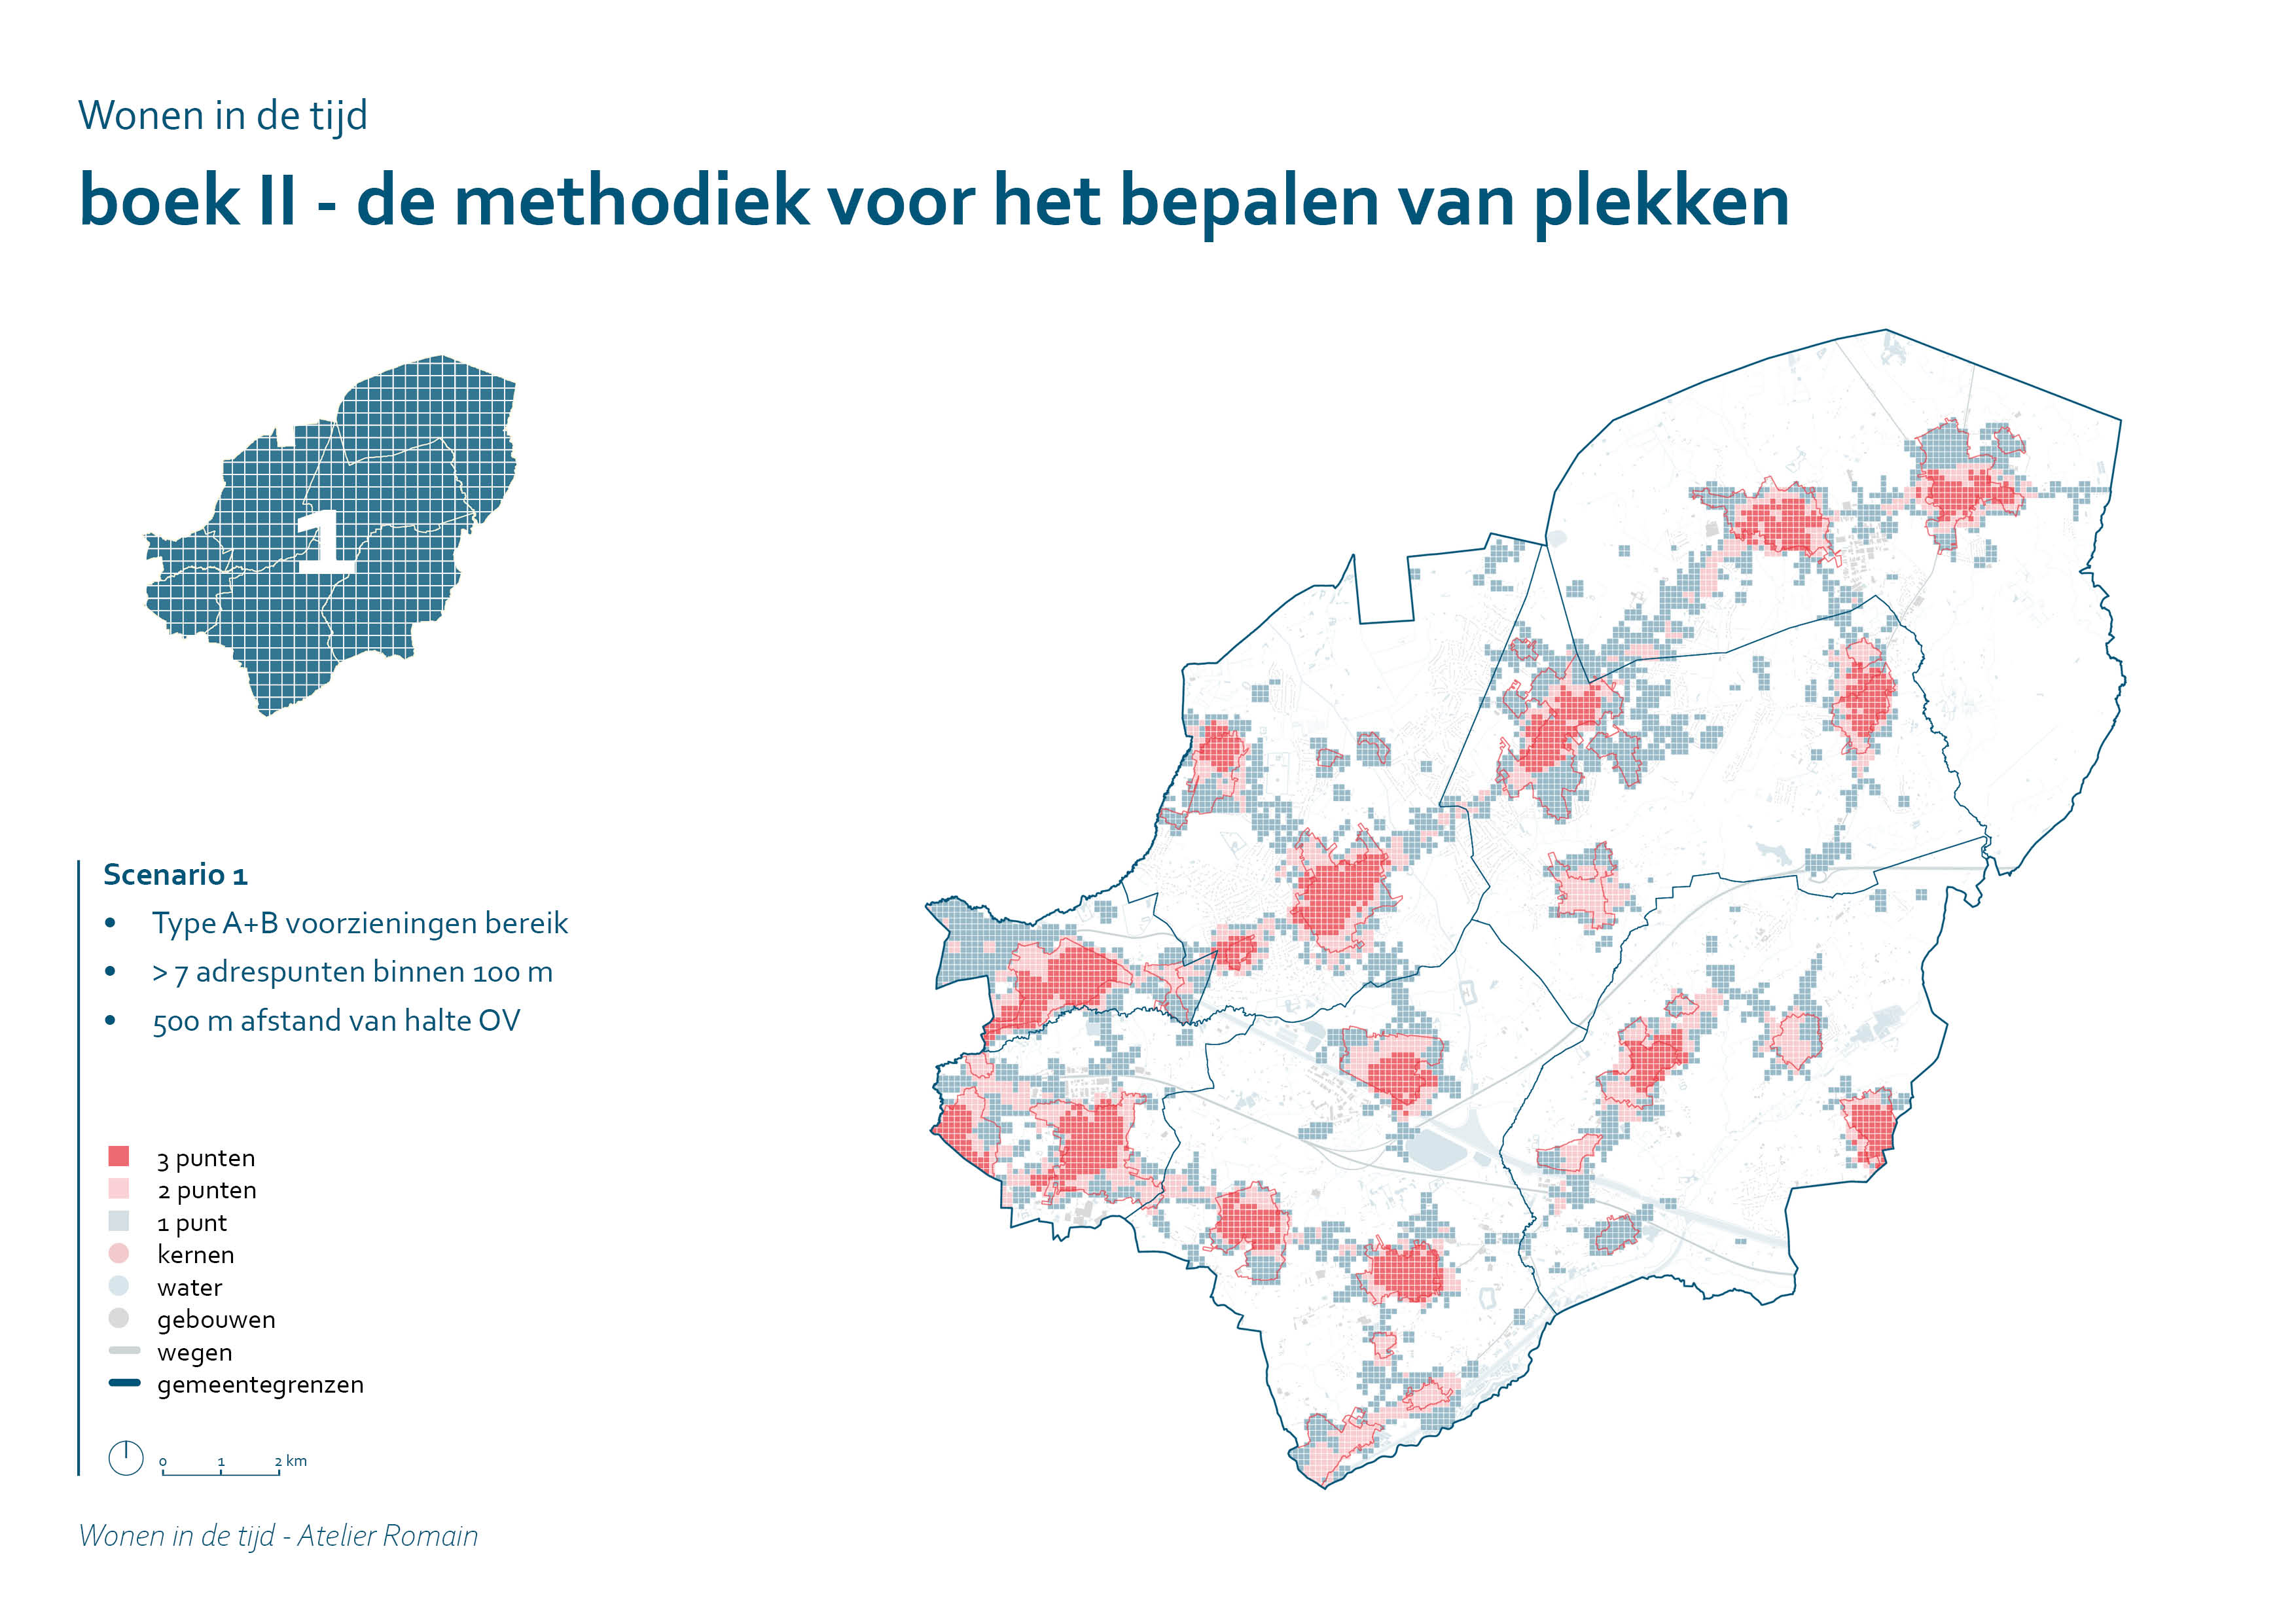 Wonen in de tijd
boek II - de methodiek voor het bepalen van plekken
1
Scenario 1
• Type A+B voorzieningen bereik
• > 7 adrespunten binnen 100 m
• 500 m afstand van halte OV
3 punten
2 punten
1 punt
kernen
water
gebouwen
wegen
gemeentegrenzen
0 1 2 km
Wonen in de tijd - Atelier Romain